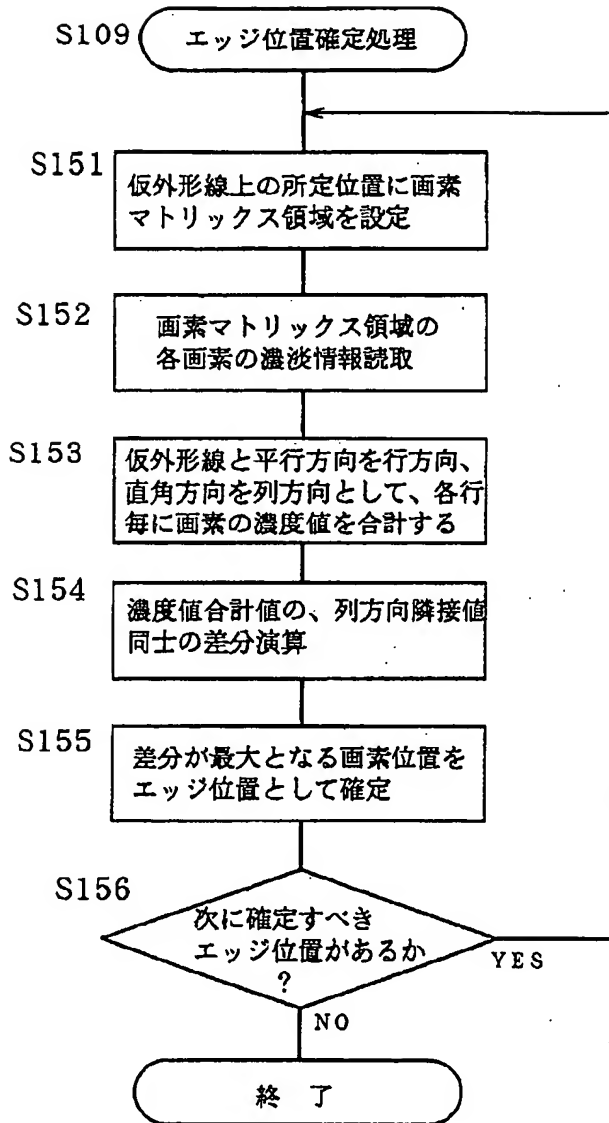 S109 エッジ位置確定処理
S151
仮外形線上の所定位置に画素
マトリックス領域を設定
S152
画素マトリックス領域の
各画素の濃淡情報読取
S153
仮外形線と平行方向を行方向、
直角方向を列方向として、各行
毎に画素の濃度値を合計する
S154
濃度値合計値の、列方向隣接値
同士の差分演算
S155
差分が最大となる画素位置を
エッジ位置として確定
S156
次に確定すべき
エッジ位置があるか
?
YES
NO
終 了